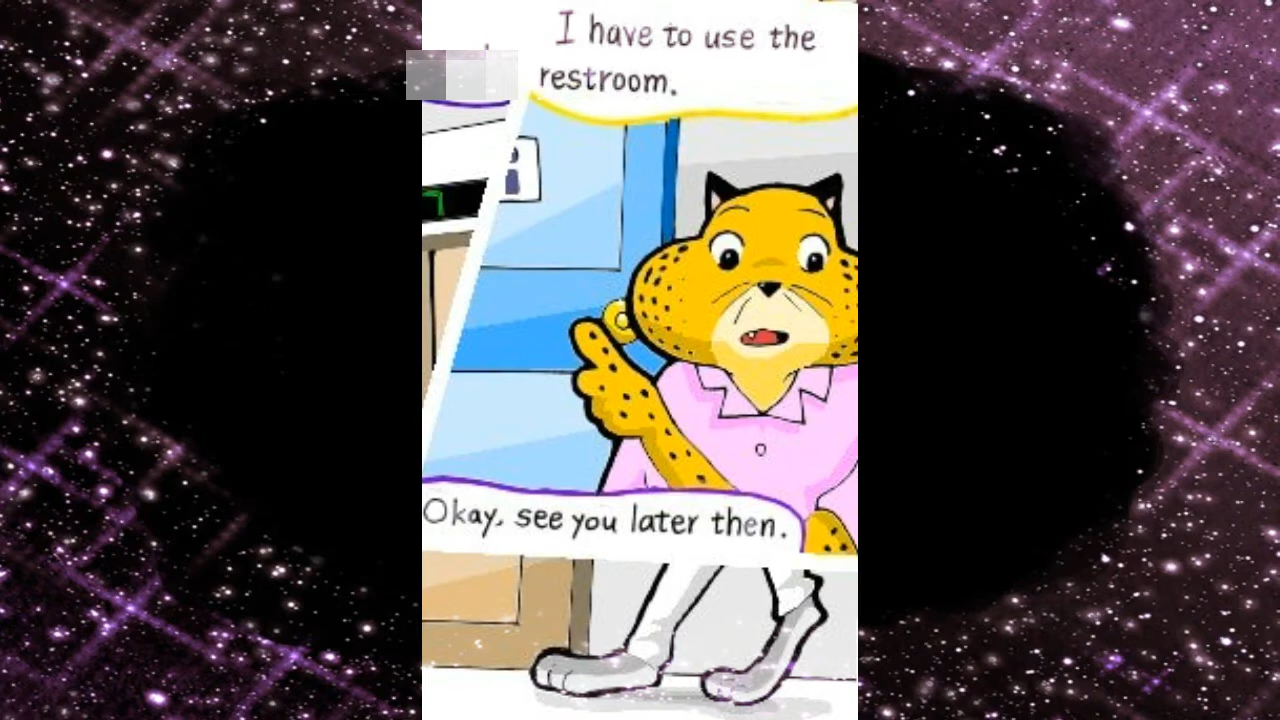 I have to use the
restroom.
Okay, see you later then.